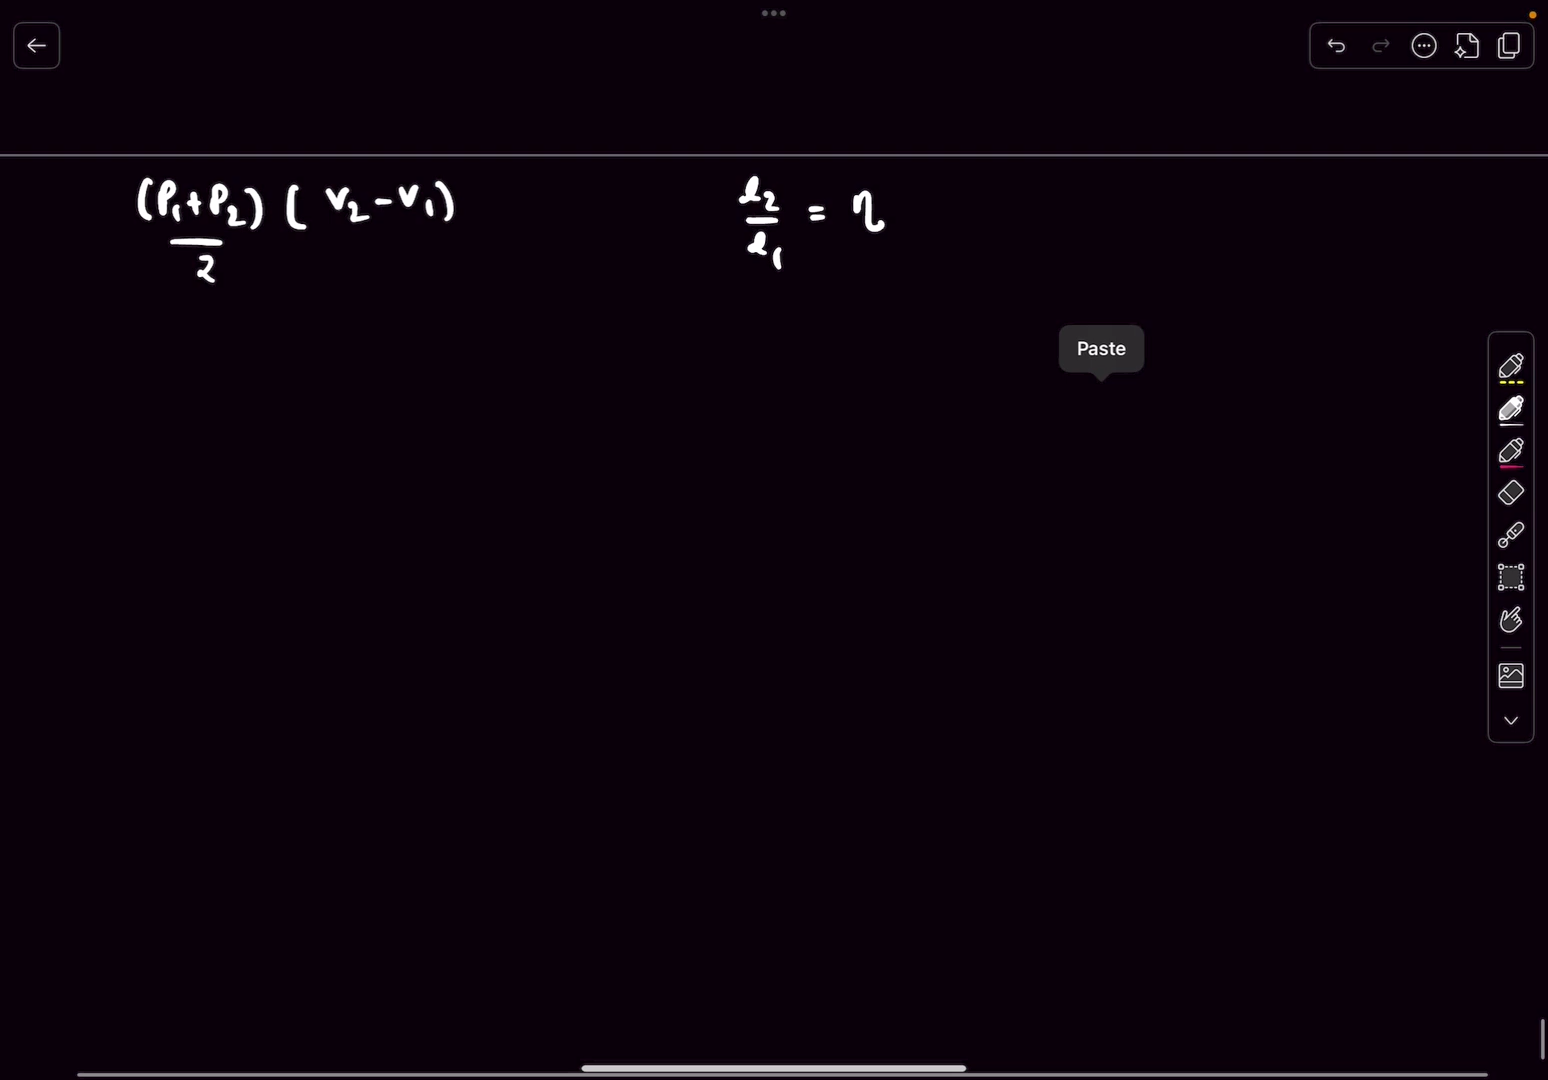 (P₁+P₂)/2 (V₂-V₁)
l₂/l₁ = η
Paste